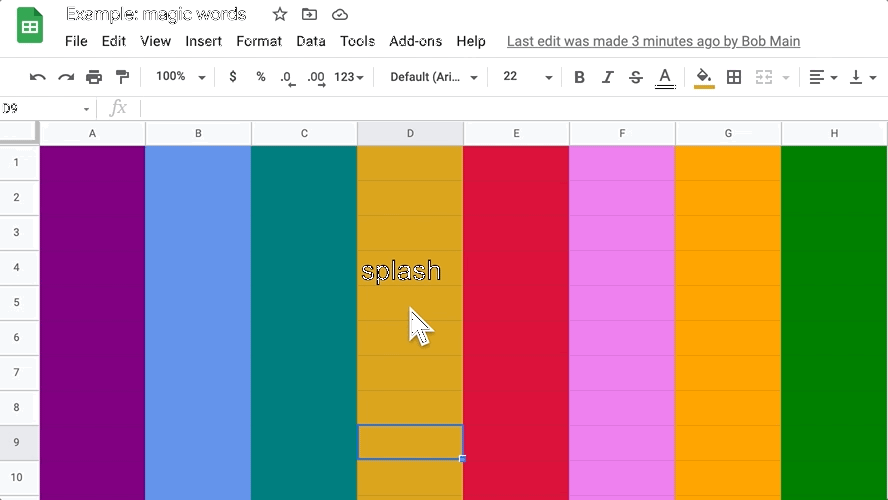 Example: magic words
File Edit View Insert Format Data Tools Add-ons Help Last edit was made 3 minutes ago by Bob Main
100% $ % .0 .00 123 Default (Ari... 22 B I S A
D9 fx
A B C D E F G H
1
2
3
4 splash
5
6
7
8
9
10